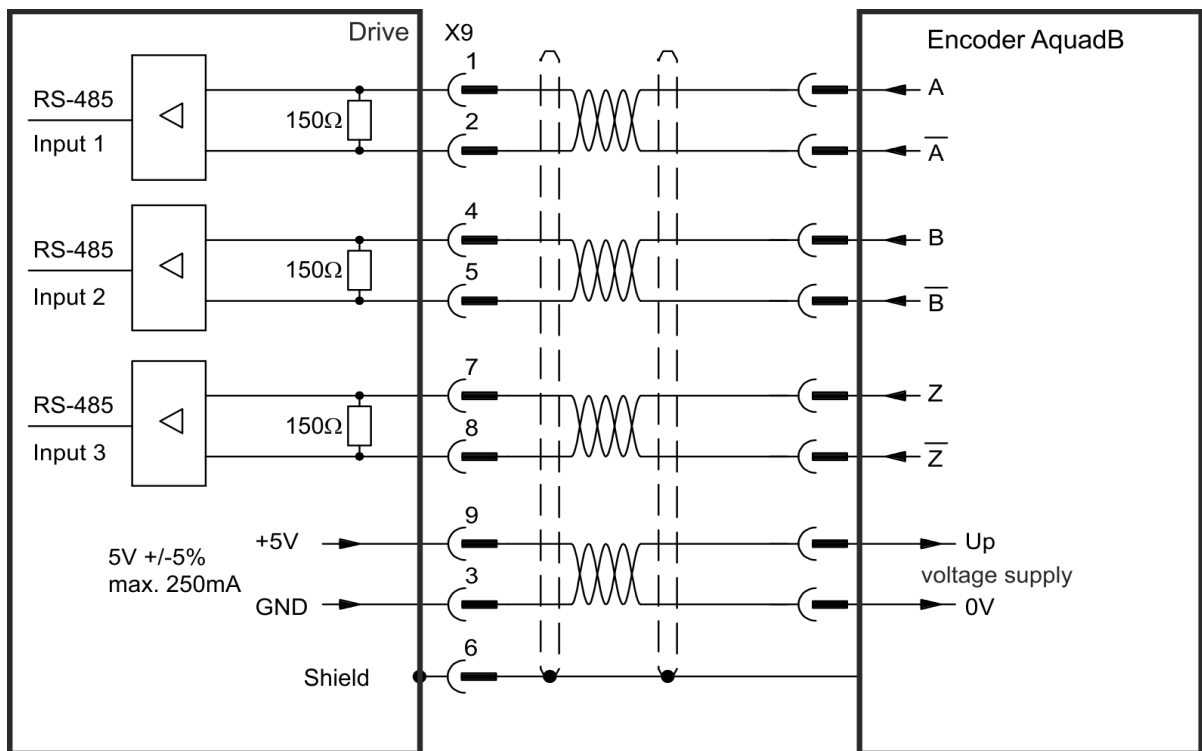 Drive
X9
Encoder AquadB
1
A
RS-485
150Ω
2
Input 1
A̅
4
B
RS-485
150Ω
5
Input 2
B̅
7
Z
RS-485
150Ω
8
Input 3
Z̅
9
+5V
Up
5V +/-5%
max. 250mA
voltage supply
3
GND
0V
6
Shield